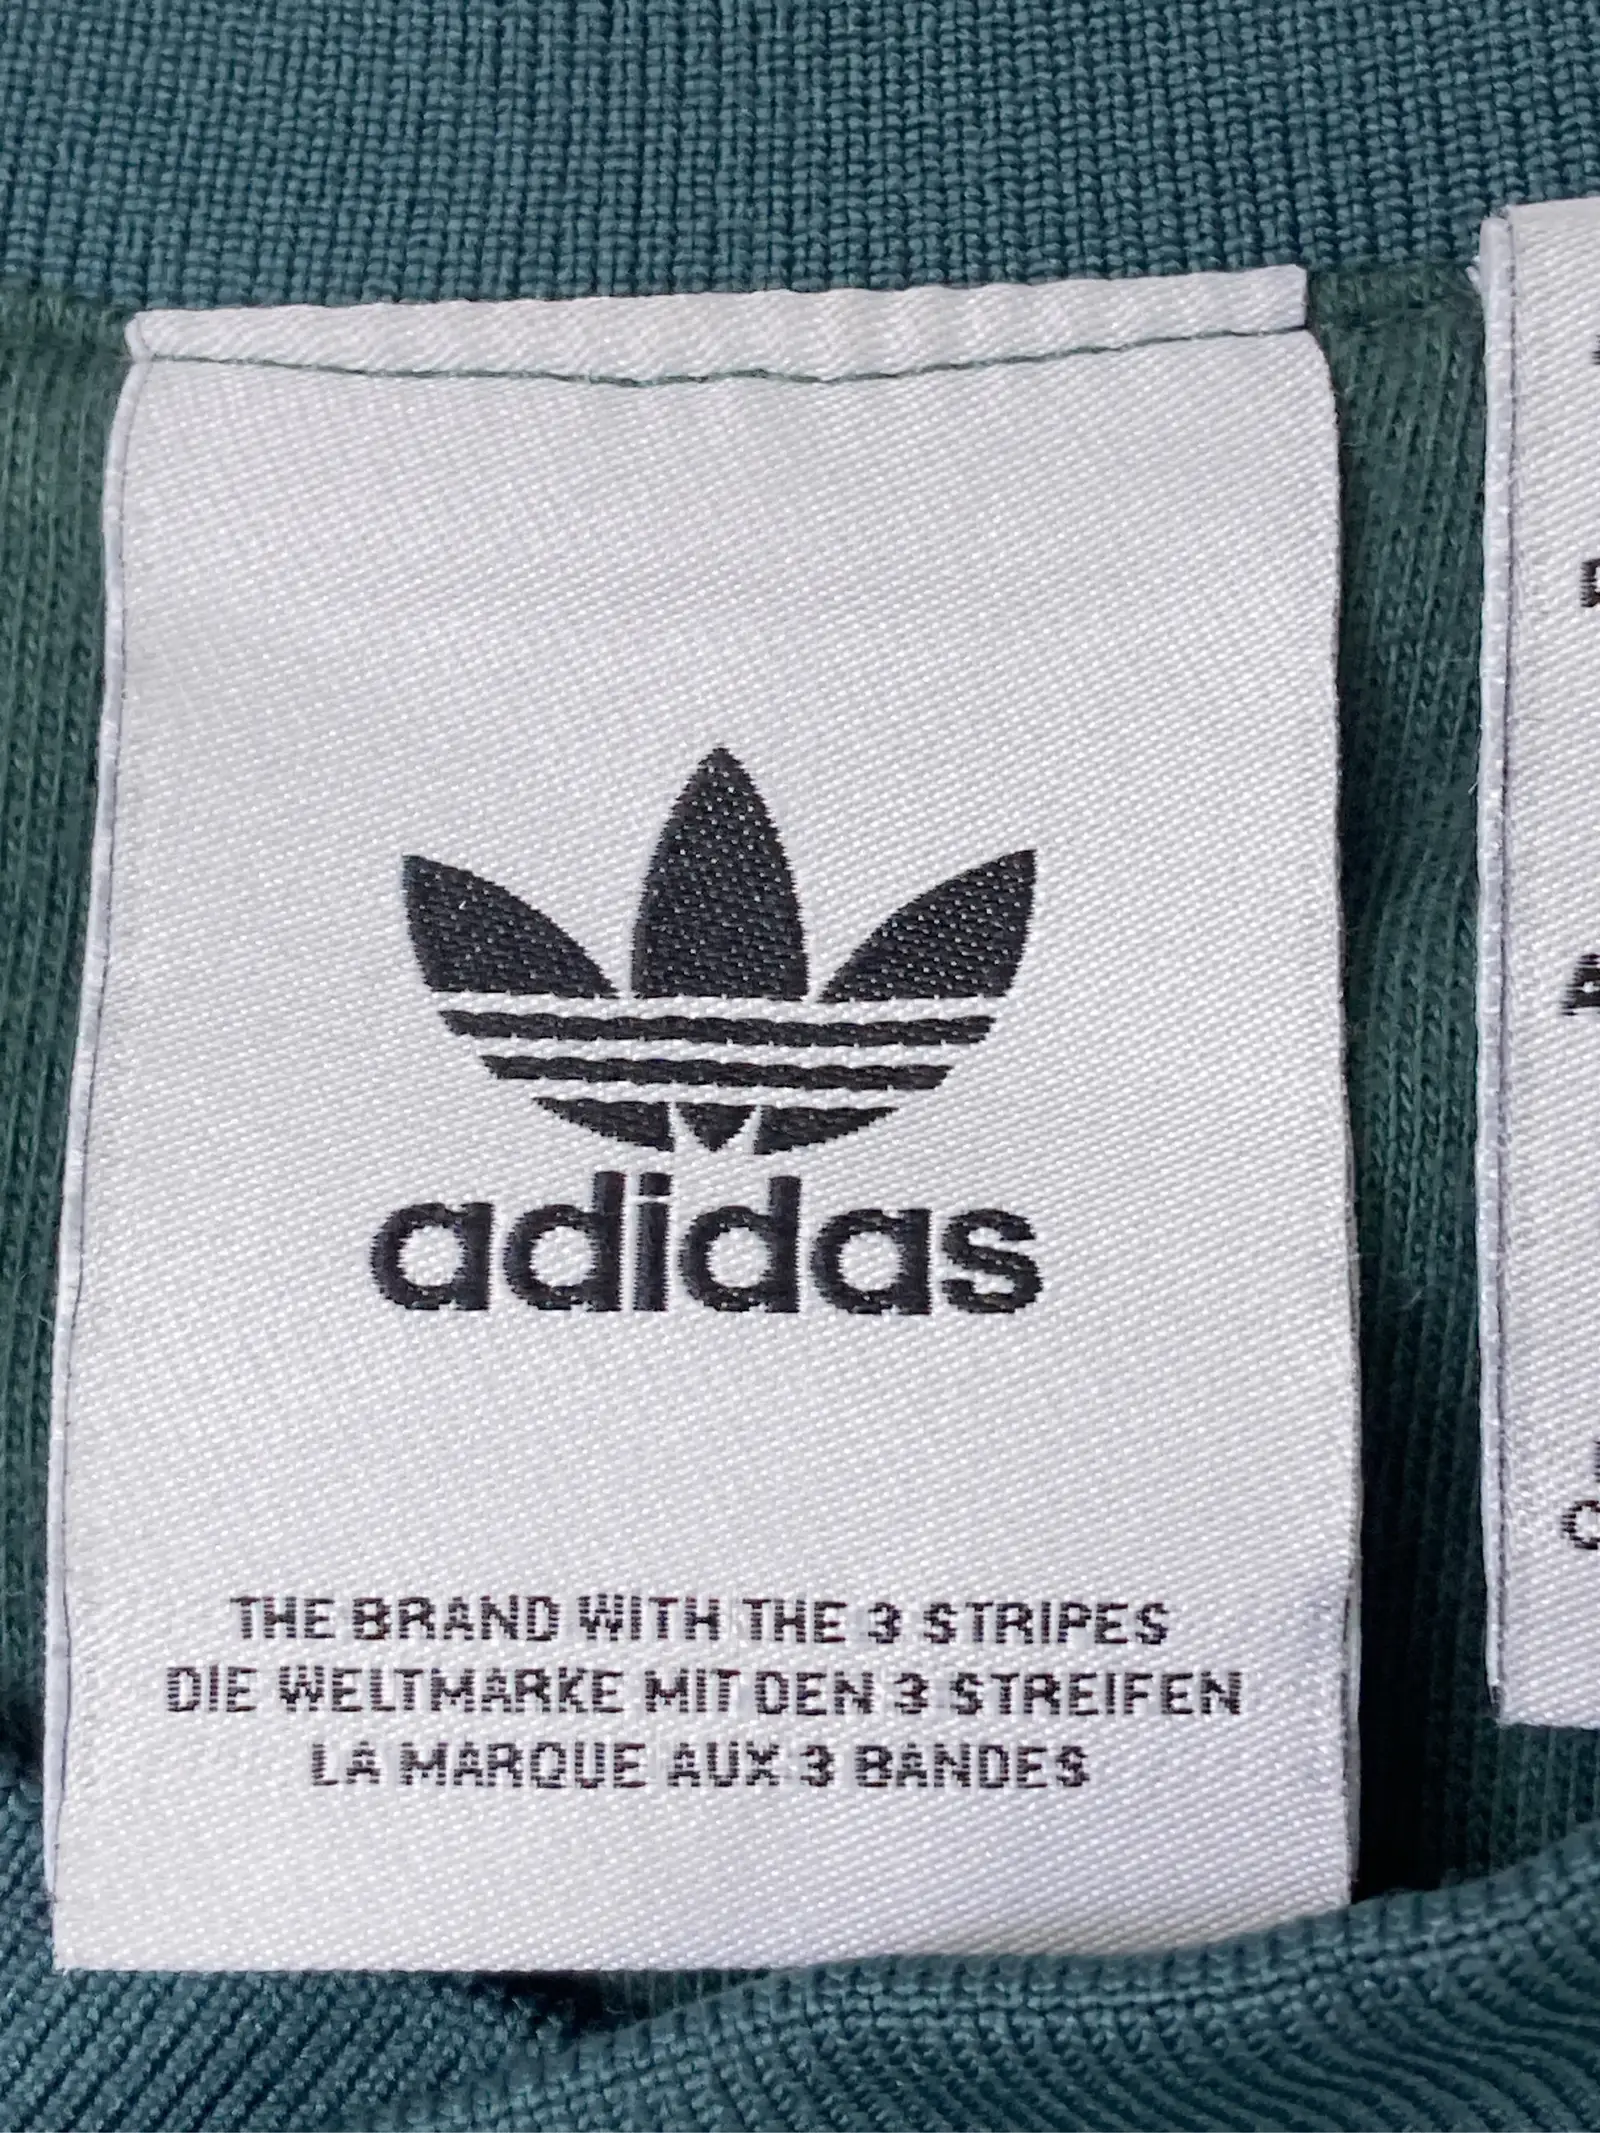 adidas
THE BRAND WITH THE 3 STRIPES
DIE WELTMARKE MIT DEN 3 STREIFEN
LA MARQUE AUX 3 BANDES